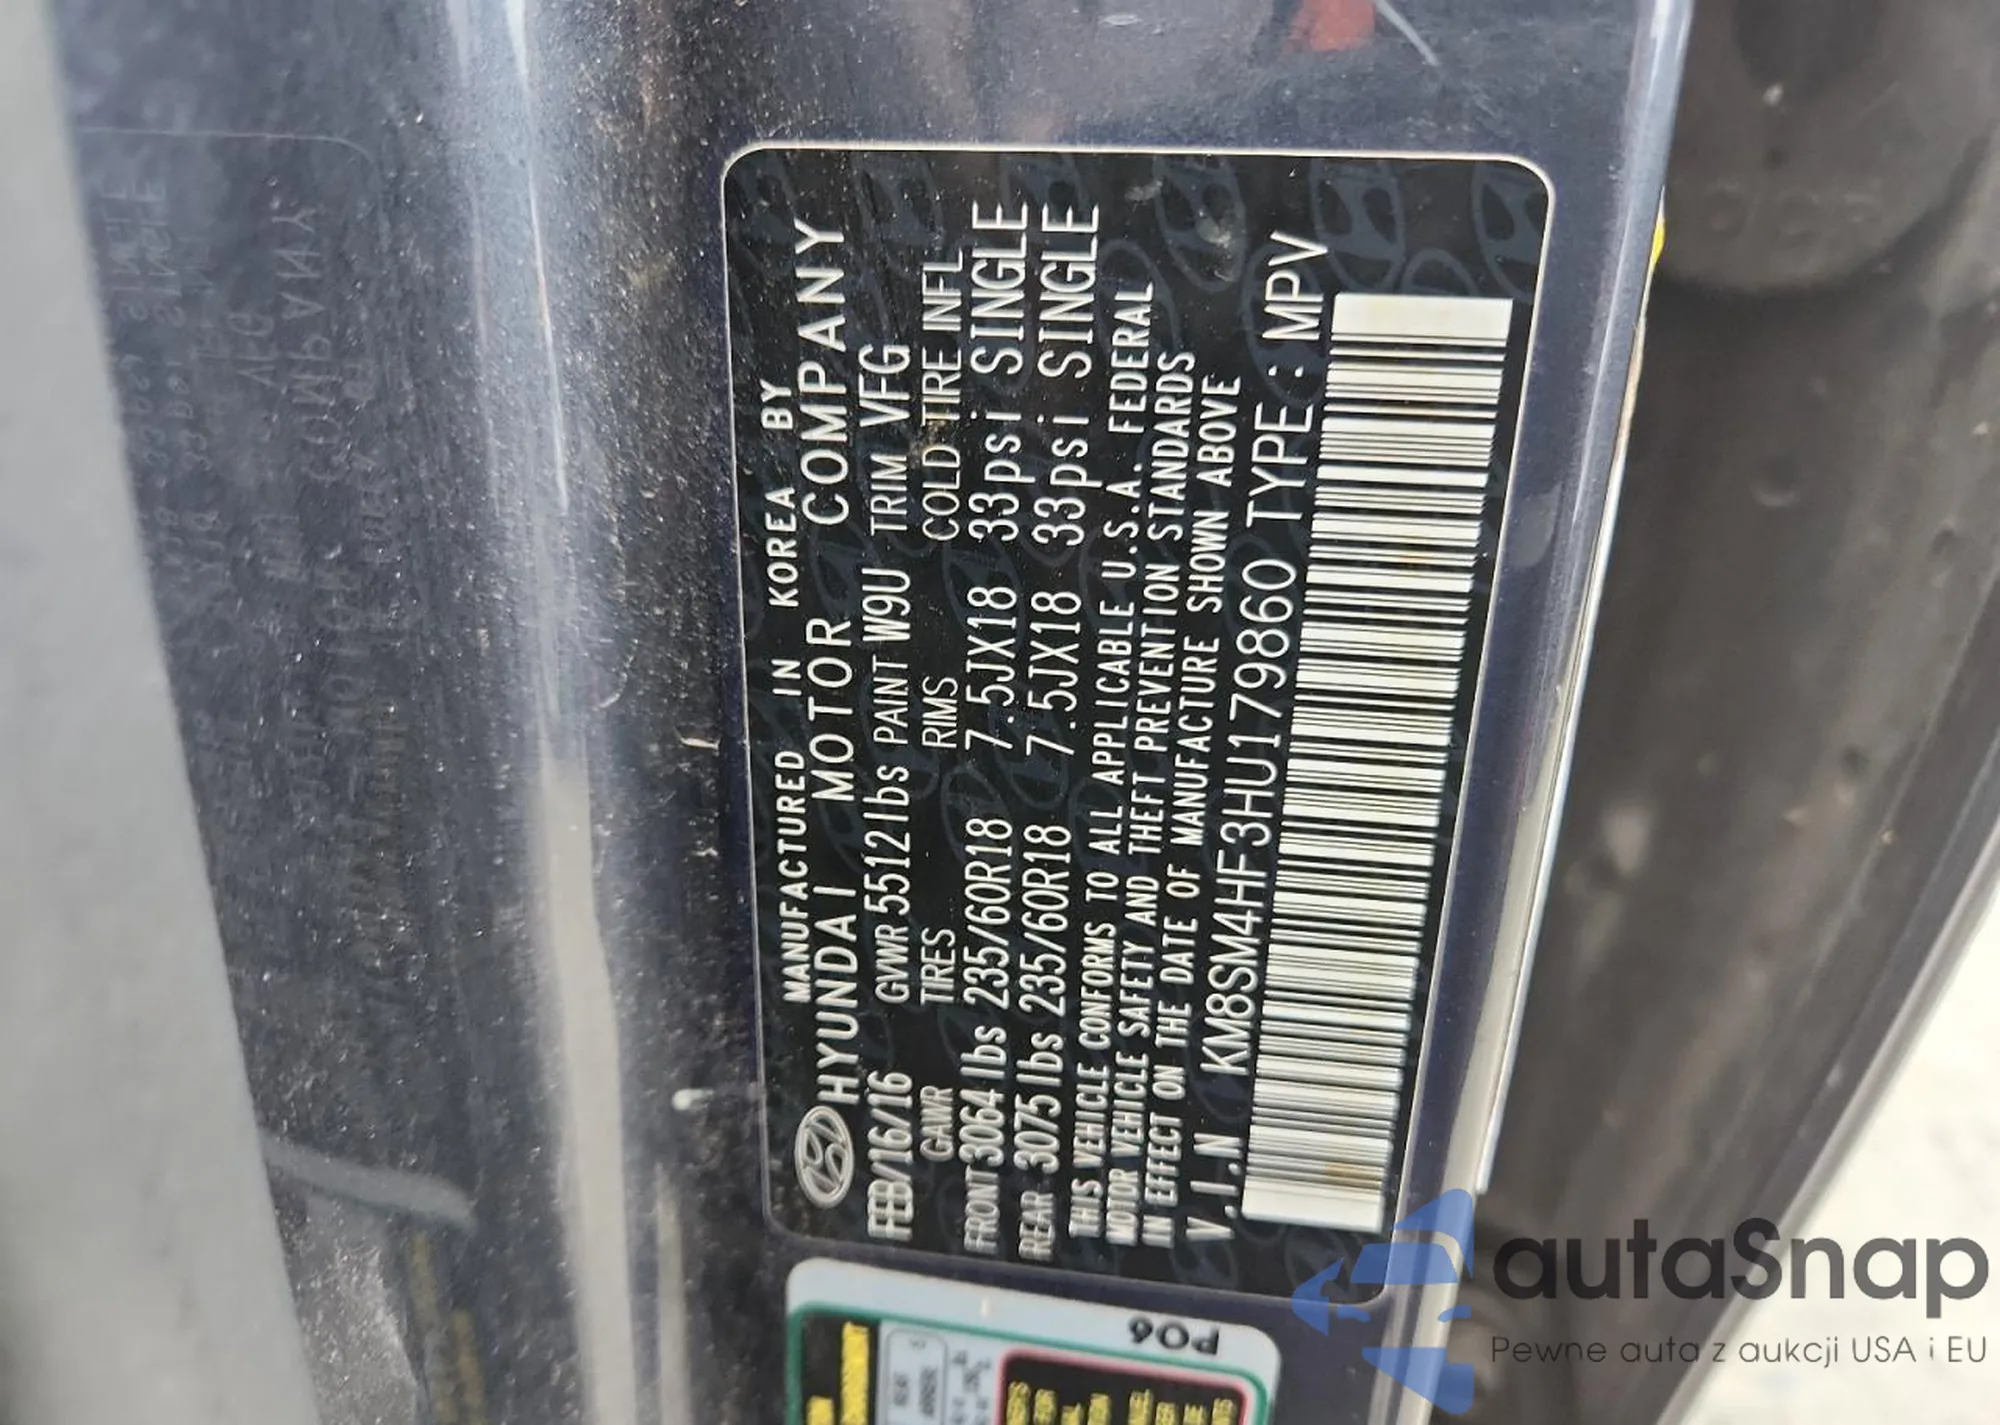 MANUFACTURED IN KOREA BY
HYUNDAI MOTOR COMPANY
FEB/16/16 GVWR 5512lbs PAINT W9U TRIM VFG
GAWR TIRES RIMS COLD TIRE INFL
FRONT 3064lbs 235/60R18 7.5JX18 33psi SINGLE
REAR 3075lbs 235/60R18 7.5JX18 33psi SINGLE
THIS VEHICLE CONFORMS TO ALL APPLICABLE U.S.A. FEDERAL
MOTOR VEHICLE SAFETY AND THEFT PREVENTION STANDARDS
IN EFFECT ON THE DATE OF MANUFACTURE SHOWN ABOVE
V.I.N KM8SM4HF3HU179860 TYPE : MPV
P06
autoSnap
Pewne auta z aukcji USA i EU